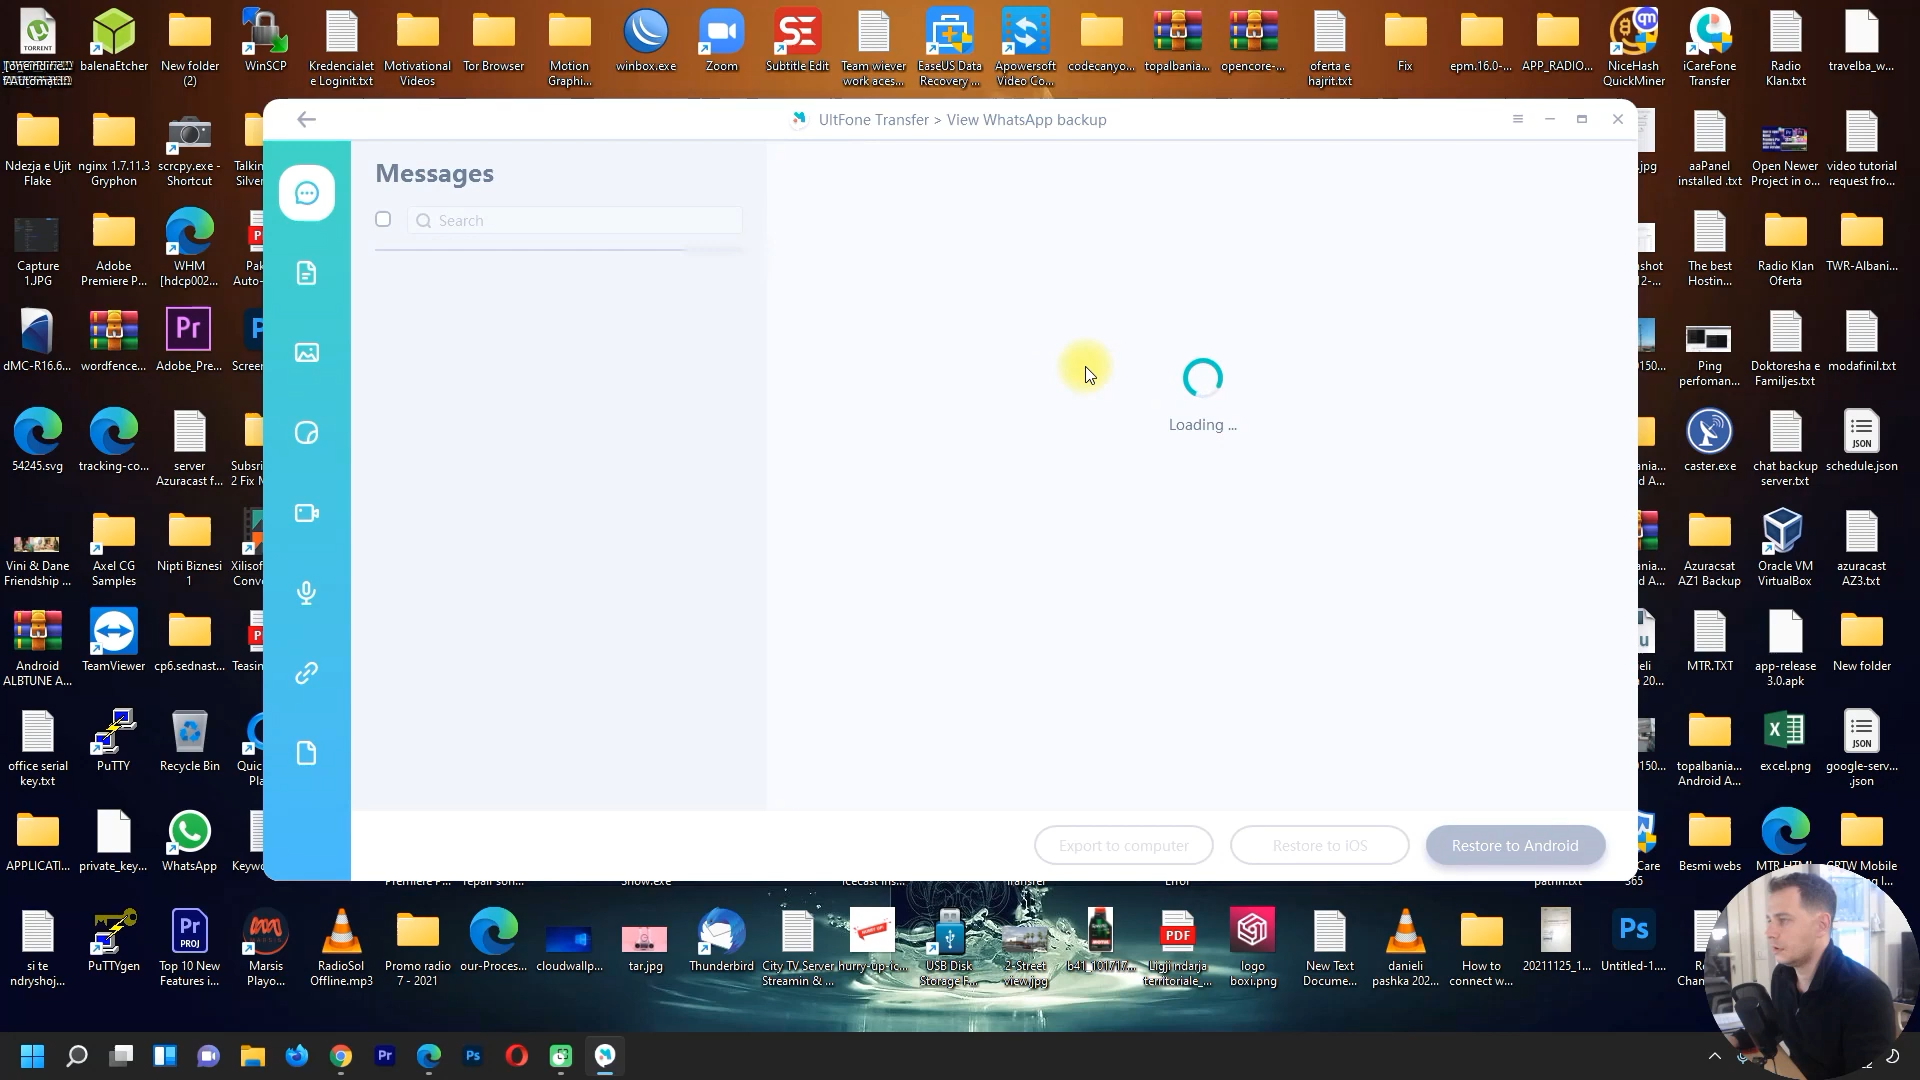 balenaEtcher
New folder
(2)
WinSCP
Kredencialet
e Loginit.txt
Motivational
Videos
Tor Browser
Motion
Graphi...
winbox.exe
Zoom
Subtitle Edit
Team wiever
work aces...
EaseUS Data
Recovery ...
Apowersoft
Video Co...
codecanyo...
topalbania...
opencore-...
oferta e
hajrit.txt
Fix
epm.16.0-...
APP_RADIO...
NiceHash
QuickMiner
iCareFone
Transfer
Radio
Klan.txt
travelba_w...
UltFone Transfer > View WhatsApp backup
Messages
Search
Loading ...
Export to computer
Restore to iOS
Restore to Android
Ndezja e Ujit
Flake
nginx 1.7.11.3
Gryphon
scrcpy.exe -
Shortcut
aaPanel
installed .txt
Open Newer
Project in o...
video tutorial
request fro...
Capture
1.JPG
Adobe
Premiere P...
WHM
[hdcp002...
The best
Hostin...
Radio Klan
Oferta
TWR-Albani...
dMC-R16.6...
wordfence...
Adobe_Pre...
Ping
perfoman...
Doktoresha e
Familjes.txt
modafinil.txt
54245.svg
tracking-co...
server
Azuracast f...
caster.exe
chat backup
server.txt
schedule.json
Vini & Dane
Friendship ...
Axel CG
Samples
Nipti Biznesi
1
Azuracsat
AZ1 Backup
Oracle VM
VirtualBox
azuracast
AZ3.txt
Android
ALBTUNE A...
TeamViewer
cp6.sednast...
MTR.TXT
app-release
3.0.apk
New folder
office serial
key.txt
PuTTY
Recycle Bin
topalbania...
Android A...
excel.png
google-serv...
.json
APPLICATI...
private_key...
WhatsApp
Besmi webs
si te
ndryshoj...
PuTTYgen
Top 10 New
Features i...
Marsis
Playo...
RadioSol
Offline.mp3
Promo radio
7 - 2021
our-Proces...
cloudwallp...
tar.jpg
Thunderbird
City TV Server
Streamin & ...
hurry-up-ic...
USB Disk
Storage F...
2-Street
view.jpg
b41_101717...
Ligji ndarja
territoriale_...
logo
boxi.png
New Text
Docume...
danieli
pashka 202...
How to
connect w...
20211125_1...
Untitled-1....